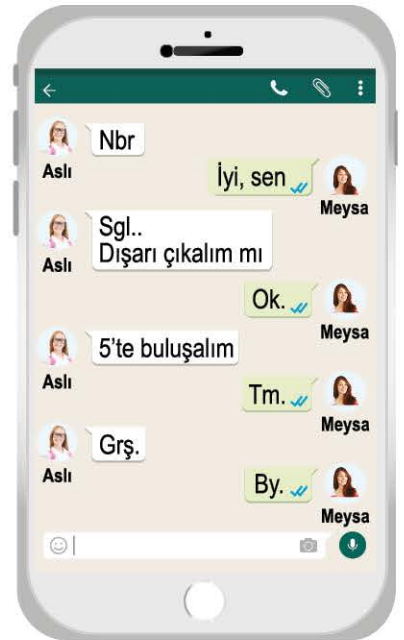 Nbr
Aslı
İyi, sen
Meysa
Sgl..
Dışarı çıkalım mı
Aslı
Ok.
Meysa
5'te buluşalım
Aslı
Tm.
Meysa
Grş.
Aslı
By.
Meysa